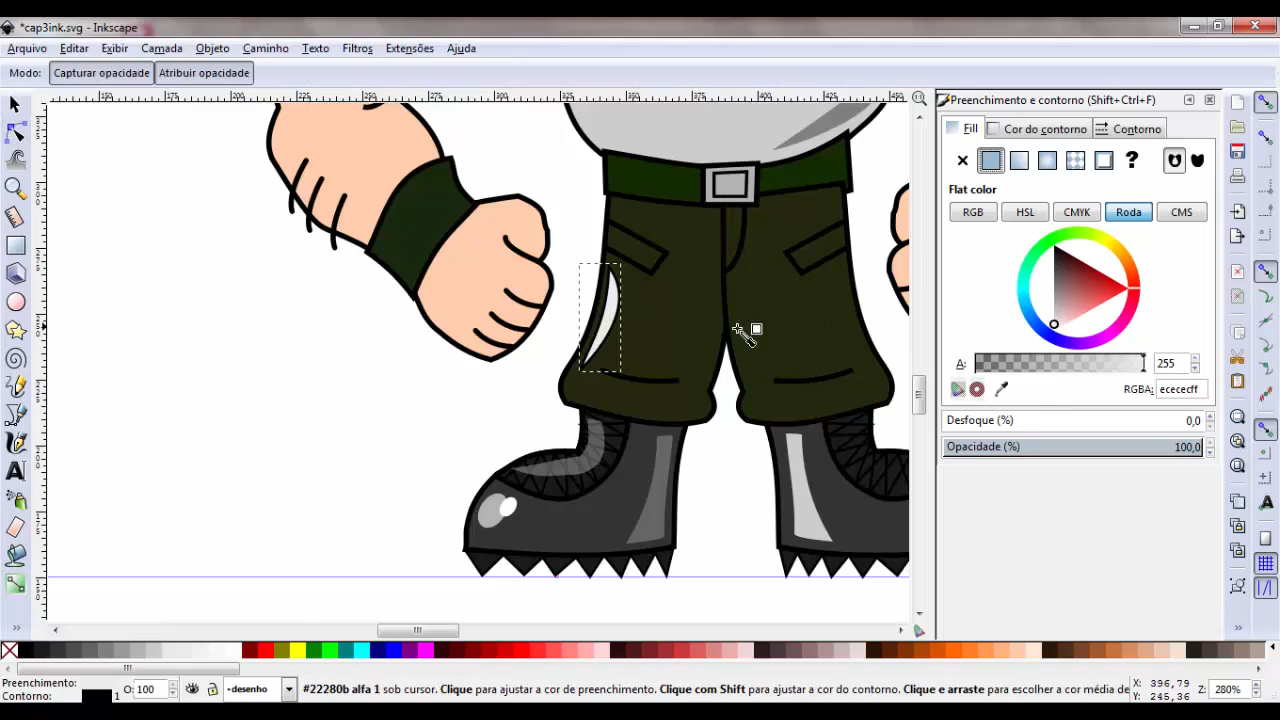 *cap3ink.svg - Inkscape
Arquivo Editar Exibir Camada Objeto Caminho Texto Filtros Extensões Ajuda
Modo: Capturar opacidade Atribuir opacidade
Preenchimento e contorno (Shift+Ctrl+F)
Fill Cor do contorno Contorno
Flat color
RGB HSL CMYK Roda CMS
A: 255
RGBA: ecececff
Desfoque (%) 0,0
Opacidade (%) 100,0
Preenchimento:
Contorno: 1
O: 100
•desenho
#22280b alfa 1 sob cursor. Clique para ajustar a cor de preenchimento. Clique com Shift para ajustar a cor do contorno. Clique e arraste para escolher a cor média de
X: 396,79
Y: 245,36
Z: 280%